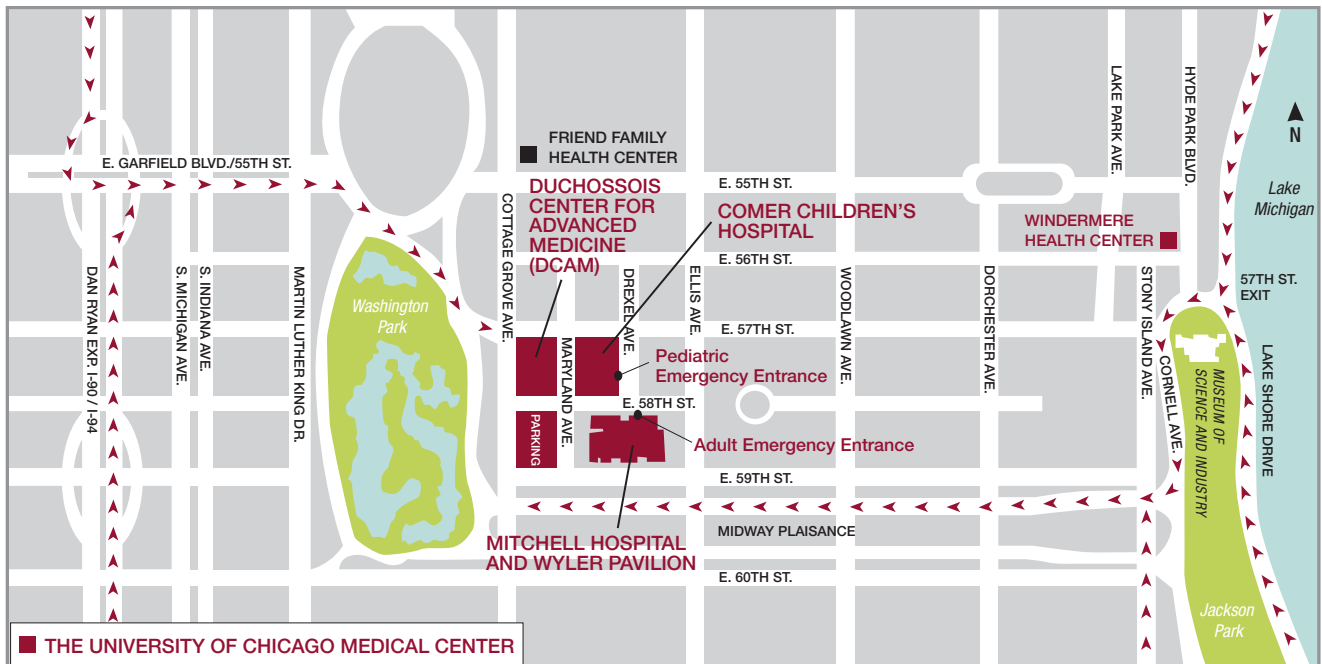 LAKE PARK AVE.
HYDE PARK BLVD.
N
FRIEND FAMILY
HEALTH CENTER
E. GARFIELD BLVD./55TH ST.
E. 55TH ST.
Lake
Michigan
DUCHOSSOIS
CENTER FOR
ADVANCED
MEDICINE
(DCAM)
COMER CHILDREN'S
HOSPITAL
WINDERMERE
HEALTH CENTER
COTTAGE GROVE AVE.
E. 56TH ST.
DAN RYAN EXP. I-90 / I-94
S. MICHIGAN AVE.
S. INDIANA AVE.
MARTIN LUTHER KING DR.
Washington
Park
DREXEL AVE.
ELLIS AVE.
WOODLAWN AVE.
DORCHESTER AVE.
STONY ISLAND AVE.
57TH ST.
EXIT
E. 57TH ST.
MARYLAND AVE.
Pediatric
Emergency Entrance
CORNELL AVE.
MUSEUM OF
SCIENCE AND INDUSTRY
LAKE SHORE DRIVE
E. 58TH ST.
PARKING
Adult Emergency Entrance
E. 59TH ST.
MIDWAY PLAISANCE
MITCHELL HOSPITAL
AND WYLER PAVILION
E. 60TH ST.
Jackson
Park
THE UNIVERSITY OF CHICAGO MEDICAL CENTER